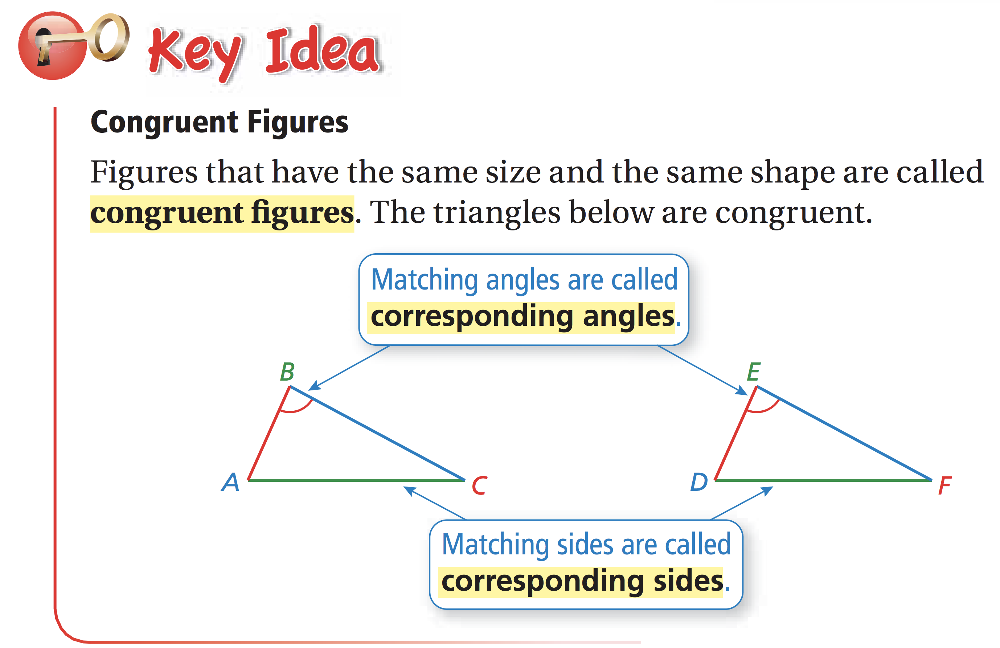 Key Idea
Congruent Figures
Figures that have the same size and the same shape are called
congruent figures. The triangles below are congruent.
Matching angles are called
corresponding angles.
B
E
A
C
D
F
Matching sides are called
corresponding sides.